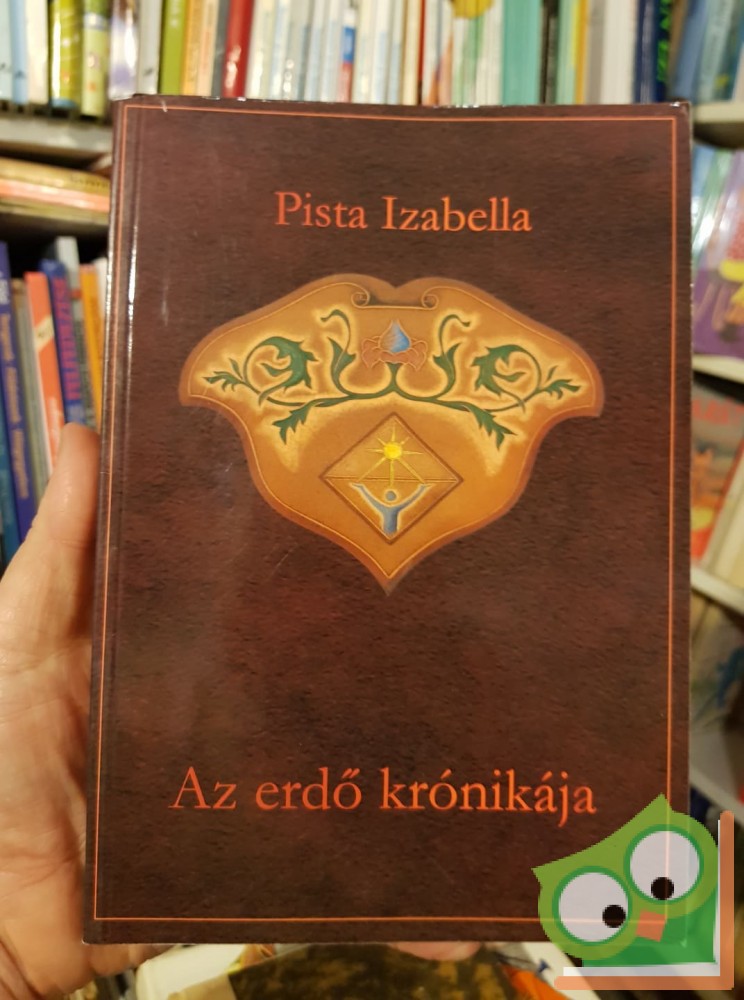 Pista Izabella
Az erdő krónikája